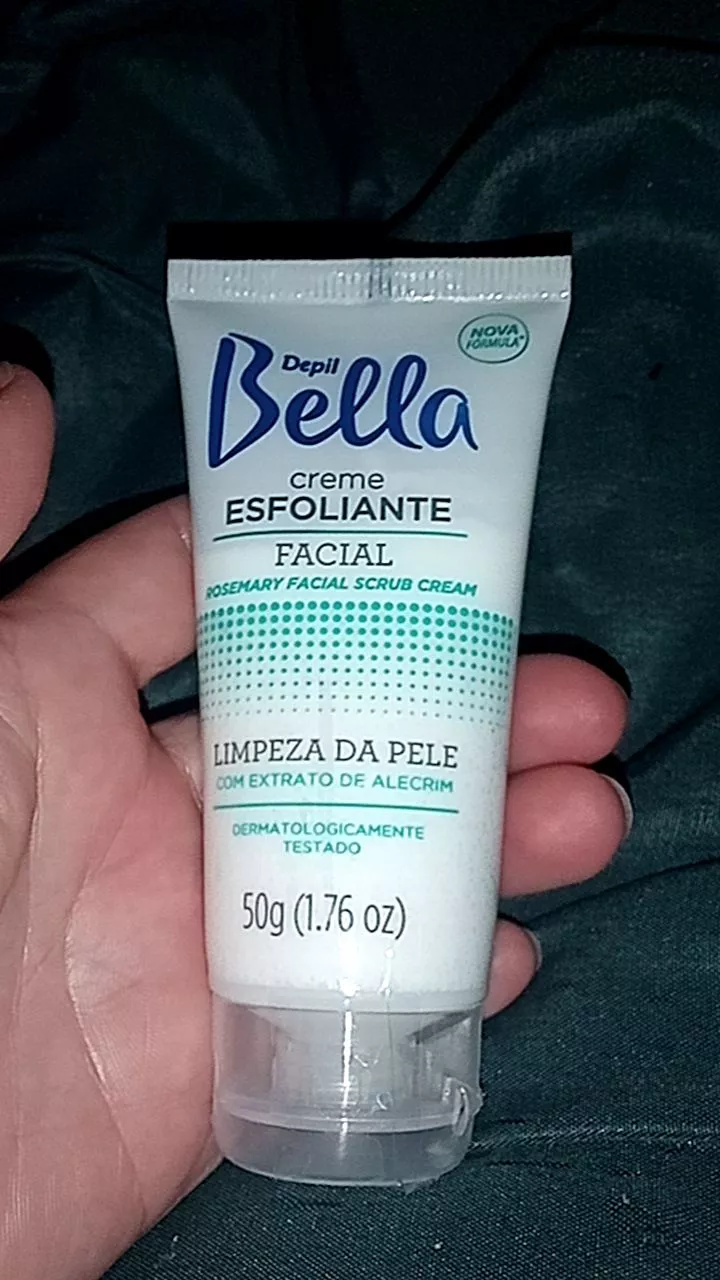 NOVA
FÓRMULA*
Depil
Bella
creme
ESFOLIANTE
FACIAL
ROSEMARY FACIAL SCRUB CREAM
LIMPEZA DA PELE
COM EXTRATO DE ALECRIM
DERMATOLOGICAMENTE
TESTADO
50g (1.76 oz)